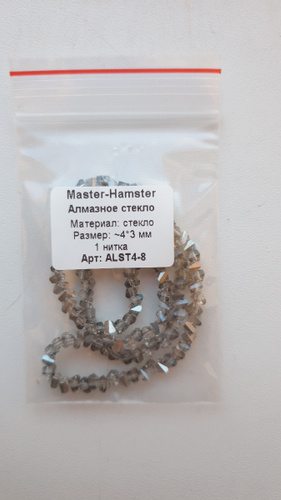 Master-Hamster
Алмазное стекло
Материал: стекло
Размер: ~4*3 мм
1 нитка
Арт: ALST4-8